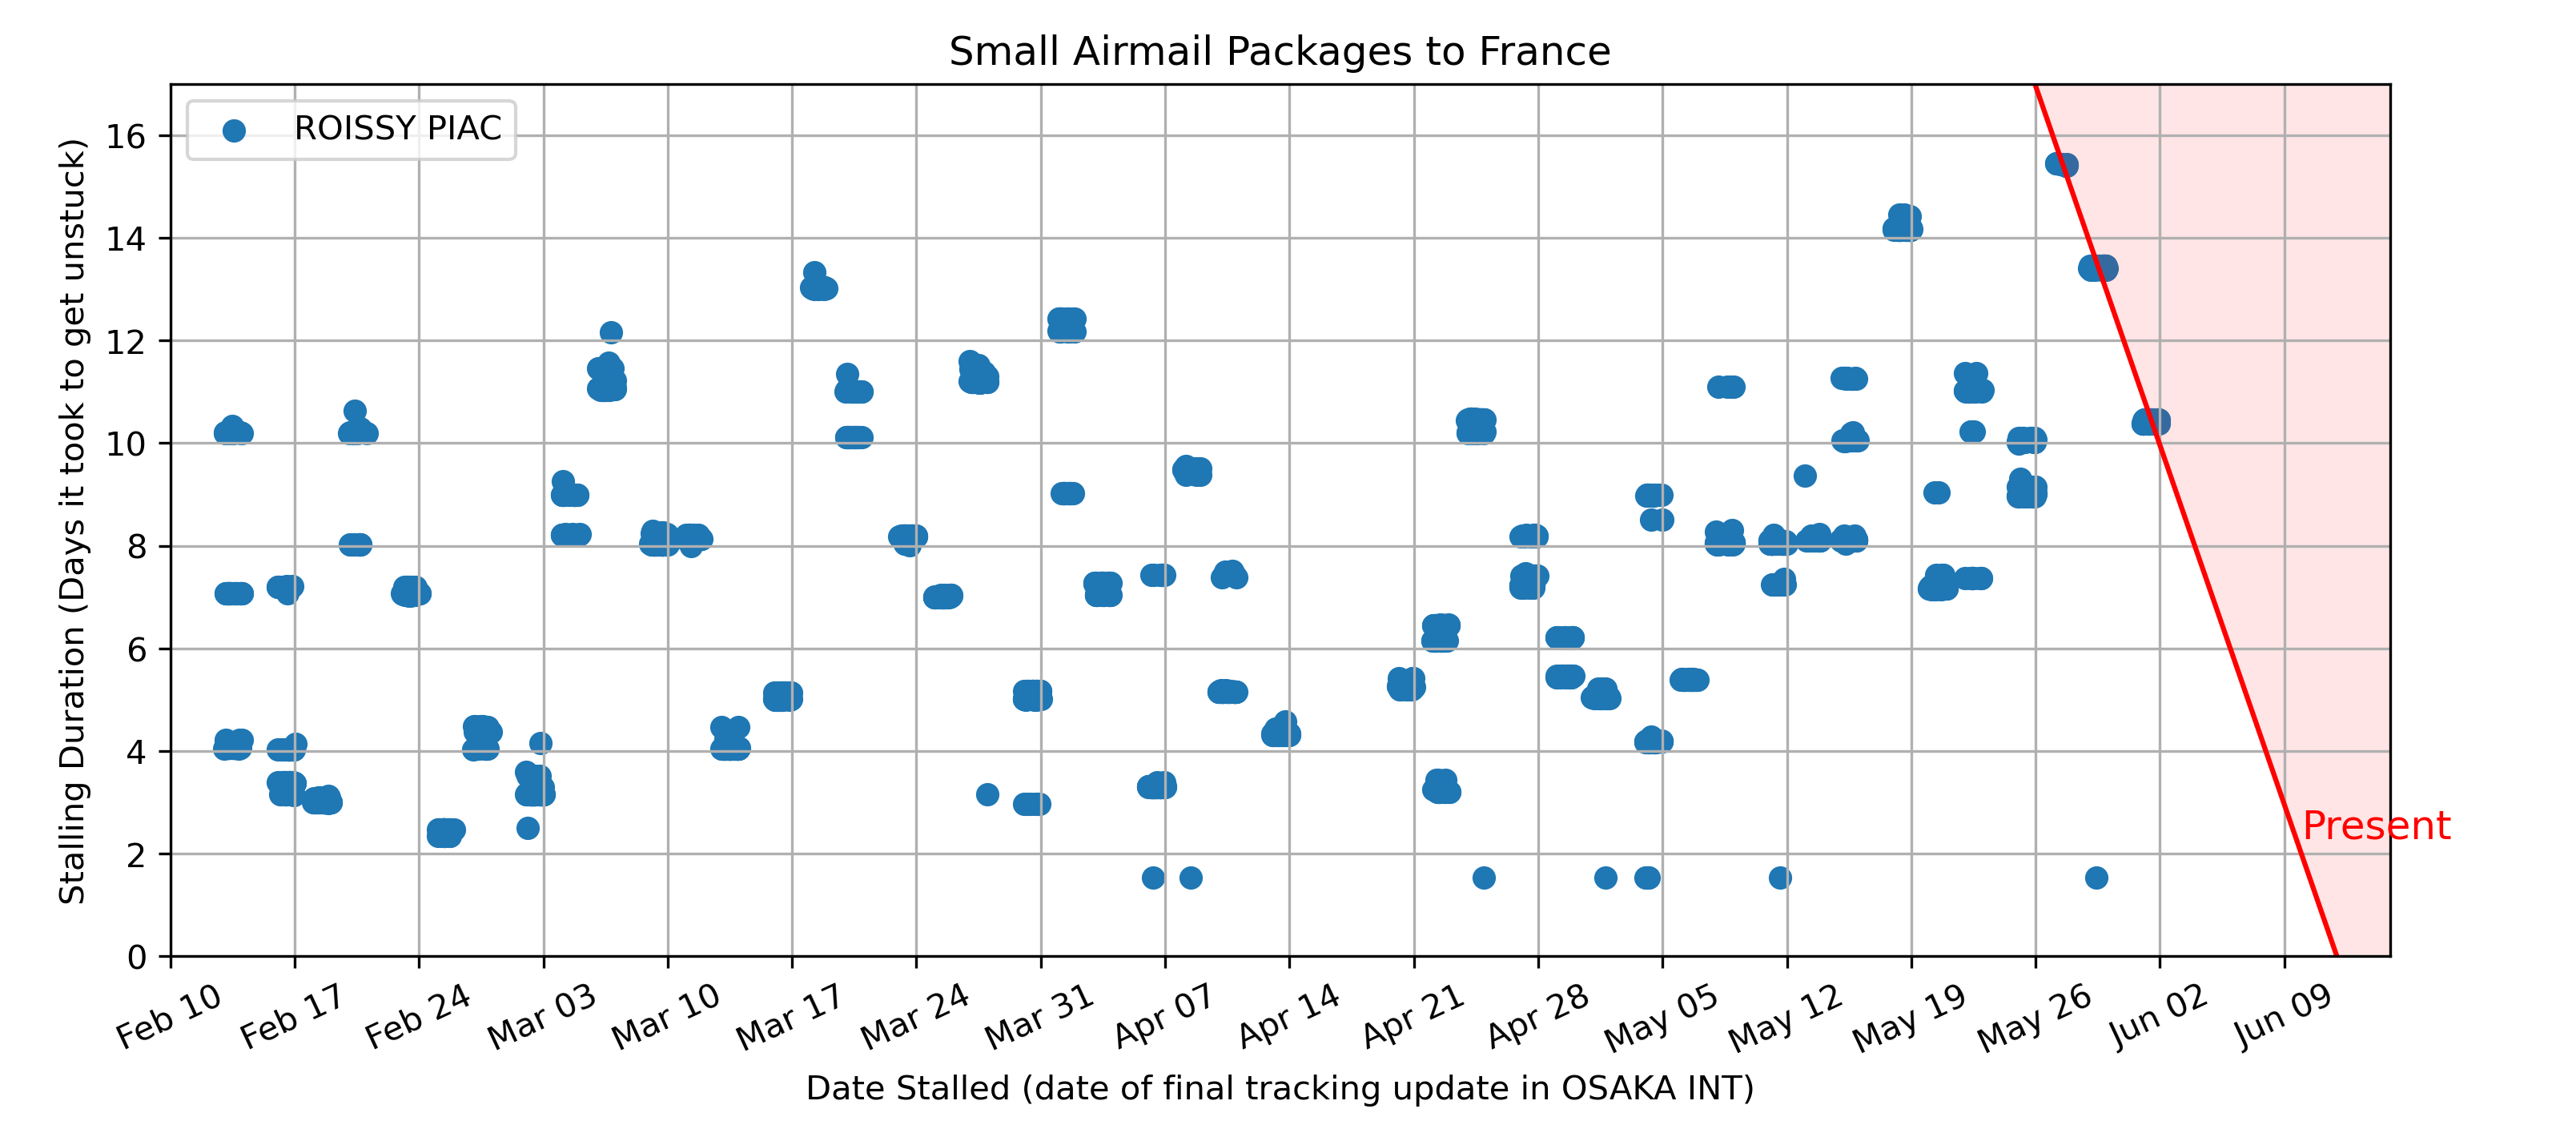 Small Airmail Packages to France
ROISSY PIAC
Stalling Duration (Days it took to get unstuck)
16
14
12
10
8
6
4
2
0
Present
Feb 10
Feb 17
Feb 24
Mar 03
Mar 10
Mar 17
Mar 24
Mar 31
Apr 07
Apr 14
Apr 21
Apr 28
May 05
May 12
May 19
May 26
Jun 02
Jun 09
Date Stalled (date of final tracking update in OSAKA INT)